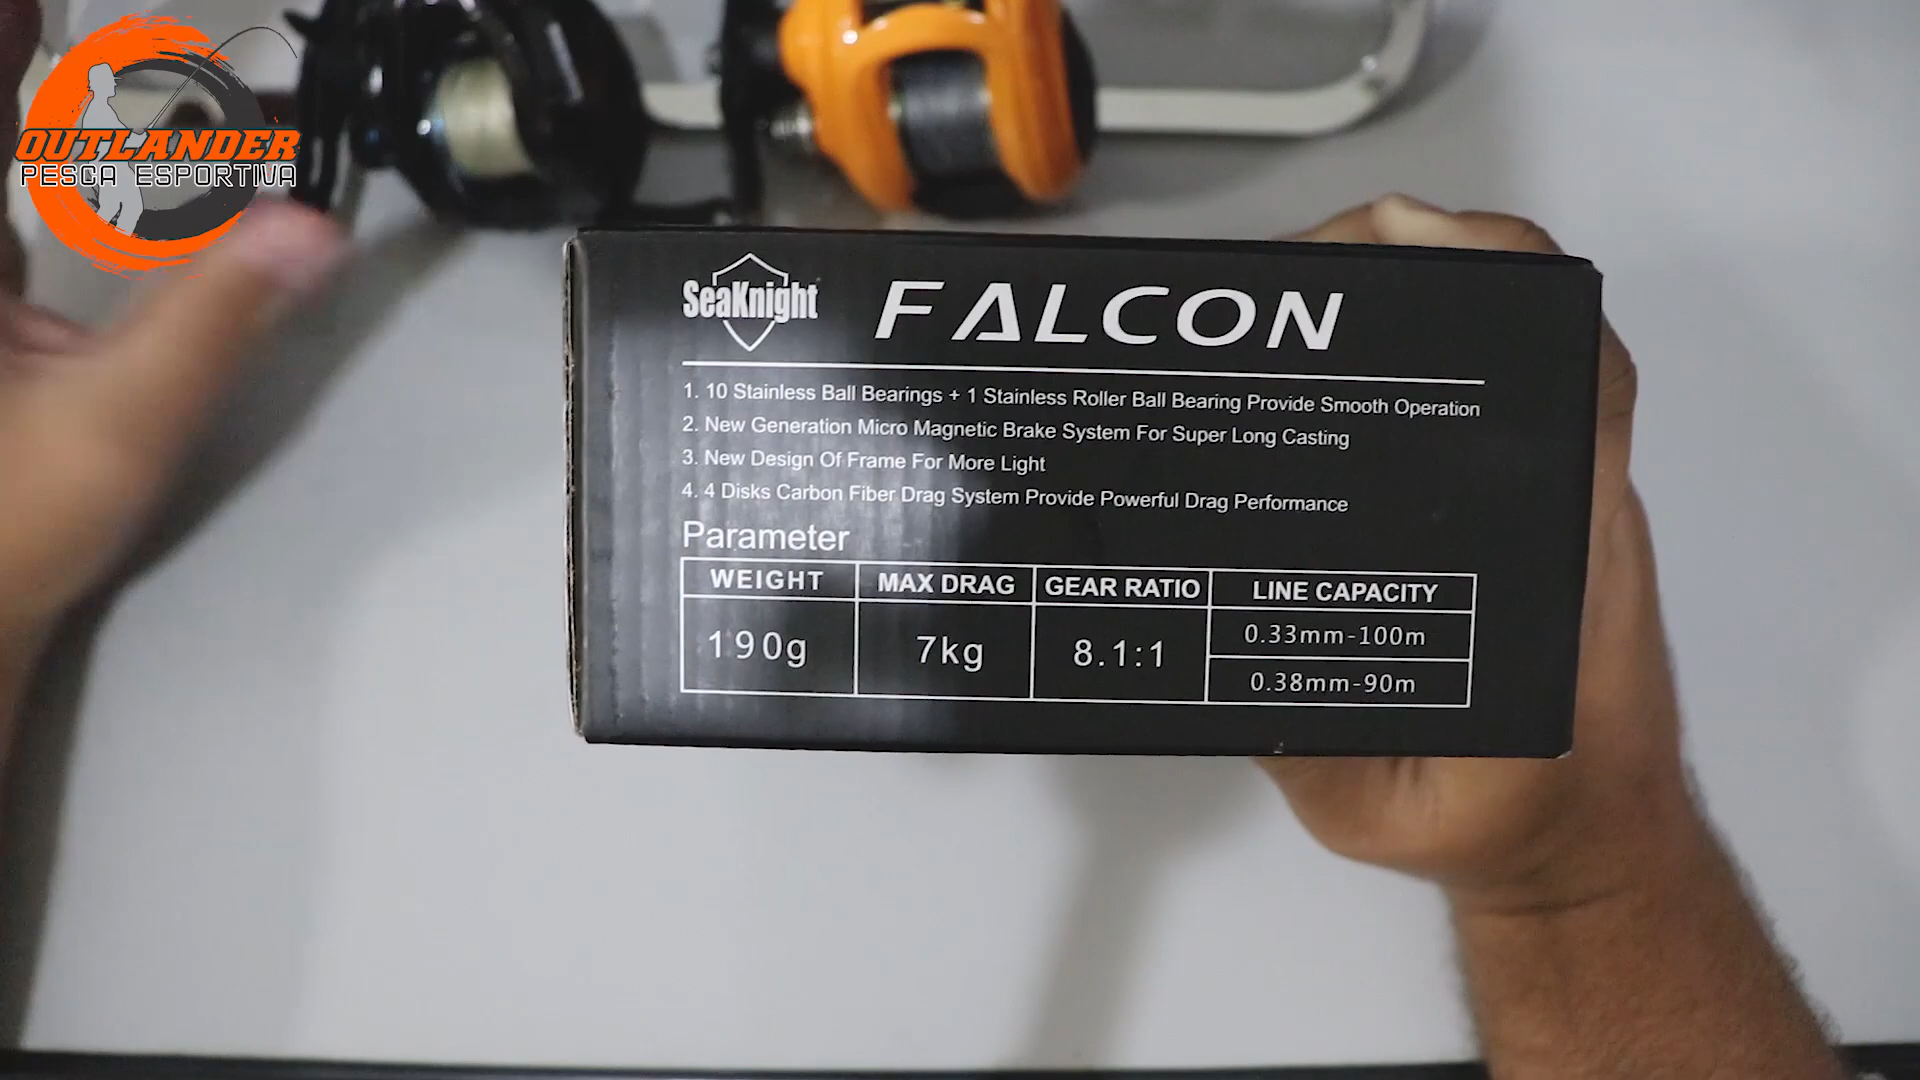 OUTLANDER
PESCA ESPORTIVA
SeaKnight
FALCON
1. 10 Stainless Ball Bearings + 1 Stainless Roller Ball Bearing Provide Smooth Operation
2. New Generation Micro Magnetic Brake System For Super Long Casting
3. New Design Of Frame For More Light
4. 4 Disks Carbon Fiber Drag System Provide Powerful Drag Performance
Parameter
WEIGHT MAX DRAG GEAR RATIO LINE CAPACITY
190g 7kg 8.1:1 0.33mm-100m
0.38mm-90m